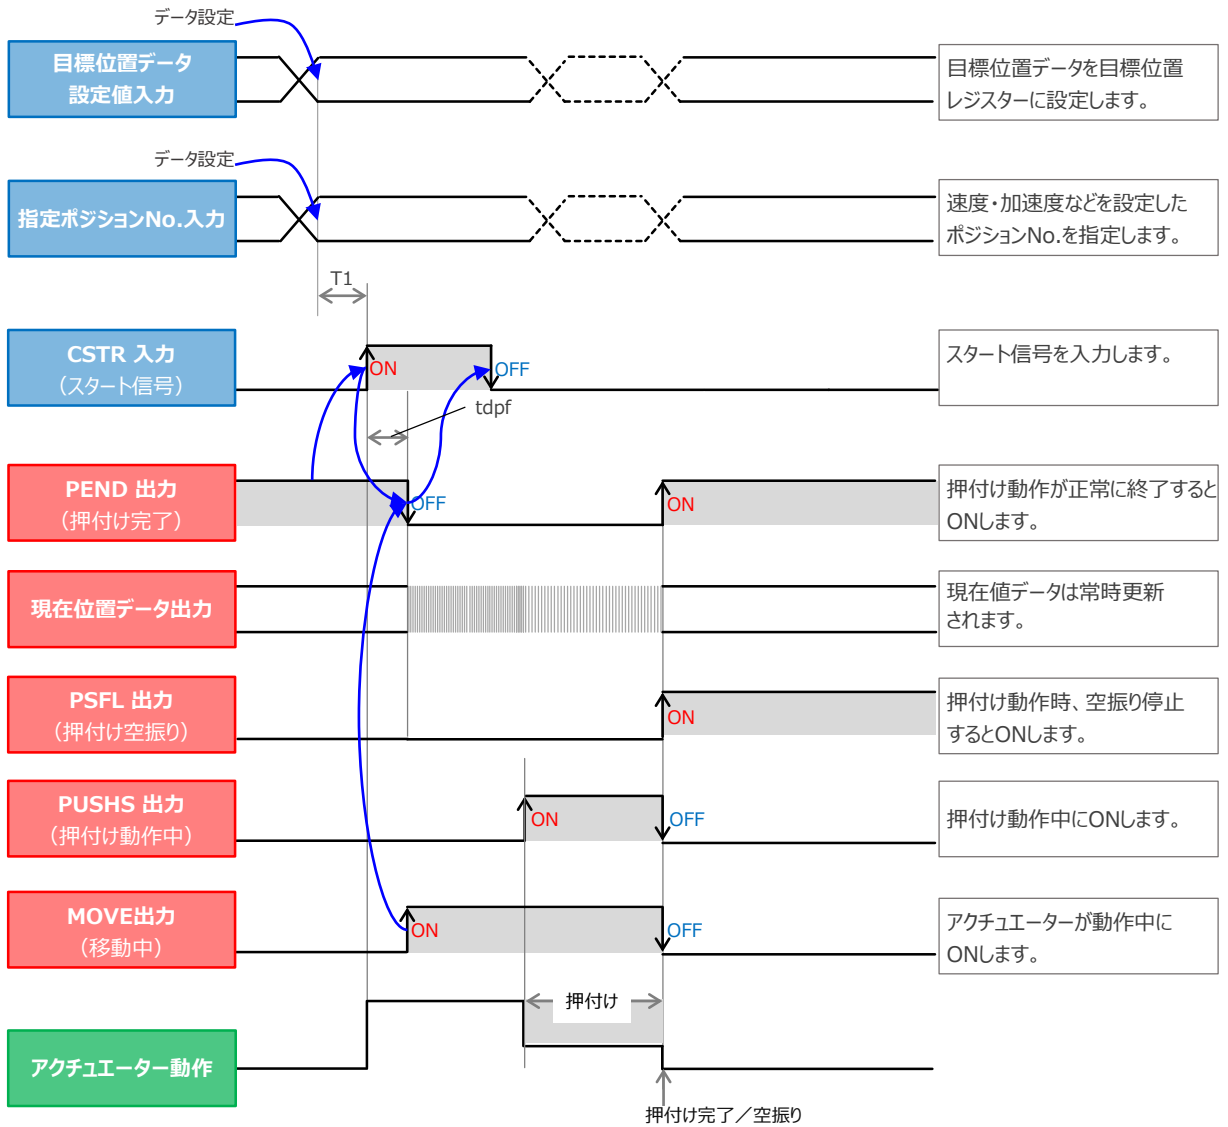 データ設定
目標位置データ
設定値入力
目標位置データを目標位置
レジスターに設定します。
データ設定
指定ポジションNo.入力
速度・加速度などを設定した
ポジションNo.を指定します。
T1
CSTR 入力
（スタート信号）
ON
OFF
スタート信号を入力します。
tdpf
PEND 出力
（押付け完了）
OFF
ON
押付け動作が正常に終了すると
ONします。
現在位置データ出力
現在値データは常時更新
されます。
PSFL 出力
（押付け空振り）
ON
押付け動作時、空振り停止
するとONします。
PUSHS 出力
（押付け動作中）
ON
OFF
押付け動作中にONします。
MOVE出力
（移動中）
ON
OFF
アクチュエーターが動作中に
ONします。
押付け
アクチュエーター動作
押付け完了／空振り